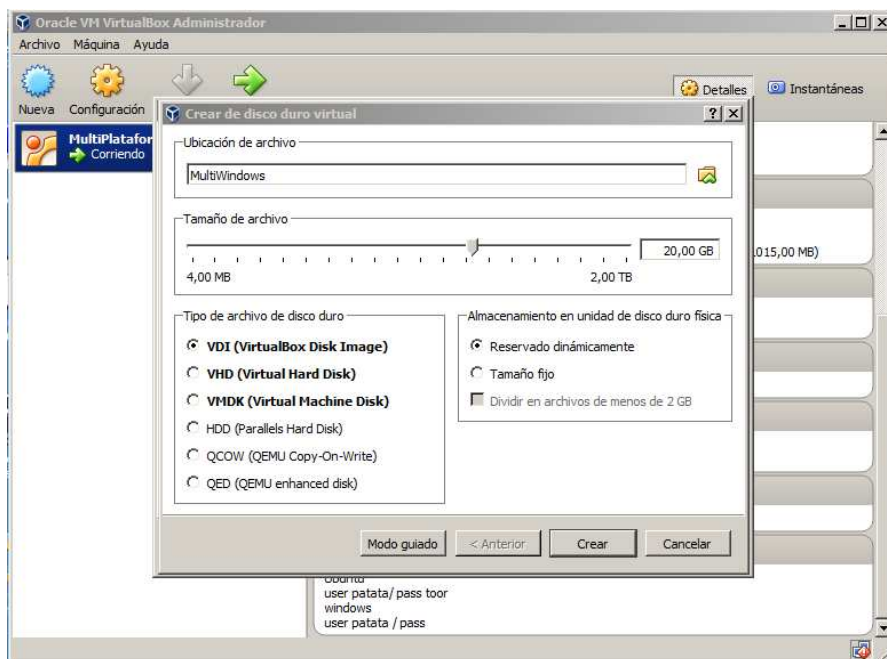 Oracle VM VirtualBox Administrador
Archivo Máquina Ayuda
Nueva Configuración
Detalles Instantáneas
MultiPlatafor
Corriendo
Crear de disco duro virtual
Ubicación de archivo
MultiWindows
Tamaño de archivo
20,00 GB
4,00 MB 2,00 TB
015,00 MB)
Tipo de archivo de disco duro
VDI (VirtualBox Disk Image)
VHD (Virtual Hard Disk)
VMDK (Virtual Machine Disk)
HDD (Parallels Hard Disk)
QCOW (QEMU Copy-On-Write)
QED (QEMU enhanced disk)
Almacenamiento en unidad de disco duro física
Reservado dinámicamente
Tamaño fijo
Dividir en archivos de menos de 2 GB
Modo guiado < Anterior Crear Cancelar
Ubuntu
user patata/ pass toor
windows
user patata / pass